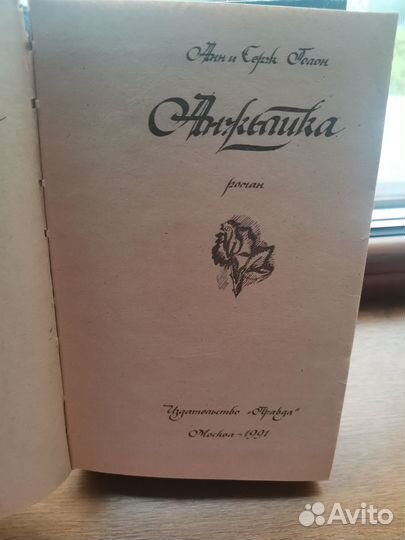 Анн и Серж Голон
Анжелика
роман
Издательство „Правда“
Москва - 1991
Avito